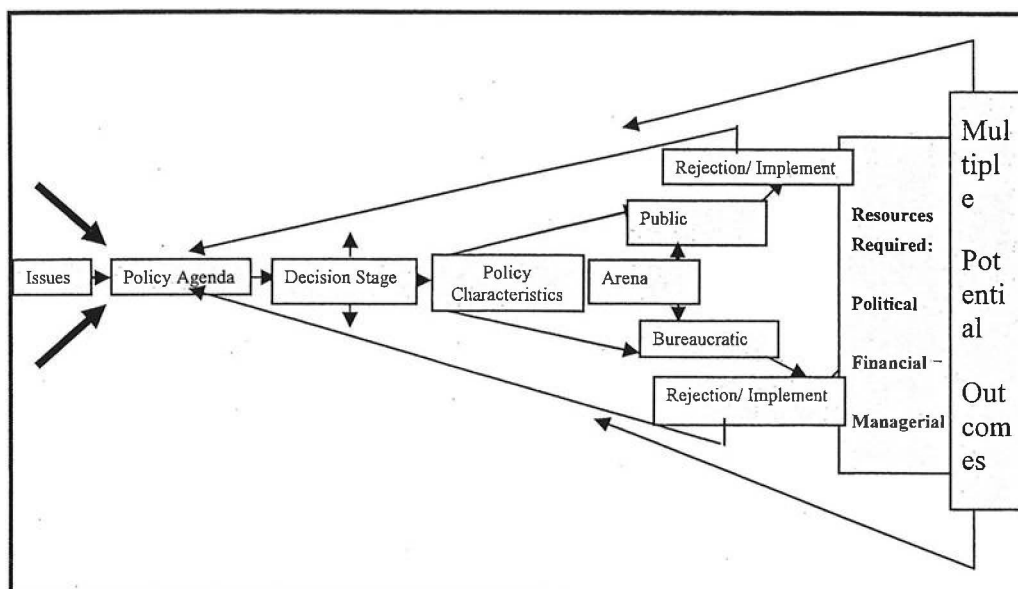 Issues
Policy Agenda
Decision Stage
Policy
Characteristics
Arena
Public
Rejection/ Implement
Bureaucratic
Rejection/ Implement
Resources
Required:
Political
Financial –
Managerial
Mul
tipl
e
Pot
enti
al
Out
com
es